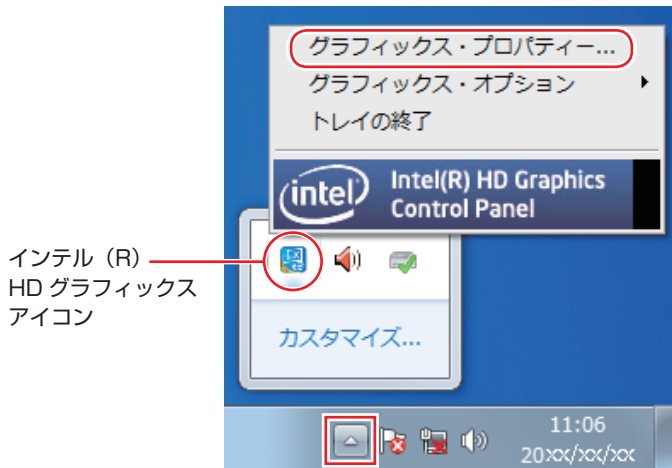 グラフィックス・プロパティー...
グラフィックス・オプション
トレイの終了
intel
Intel(R) HD Graphics
Control Panel
インテル（R）
HD グラフィックス
アイコン
カスタマイズ...
11:06
20xx/xx/xx